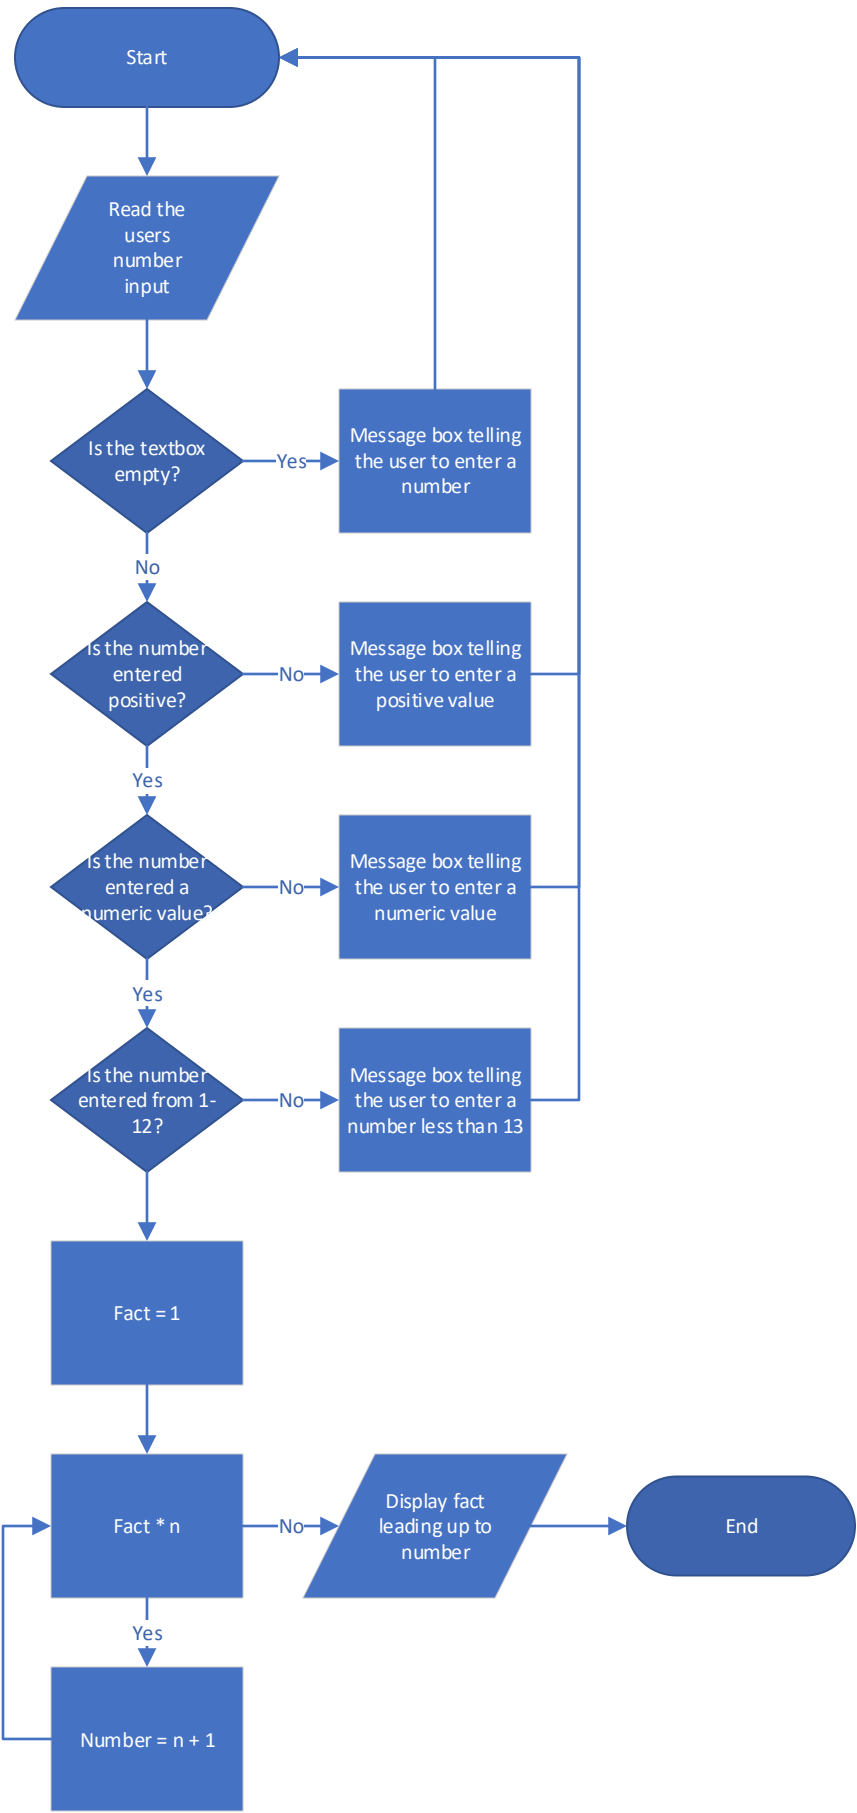 Start
Read the
users
number
input
Is the textbox
empty?
Yes
Message box telling
the user to enter a
number
No
Is the number
entered
positive?
No
Message box telling
the user to enter a
positive value
Yes
Is the number
entered a
numeric value?
No
Message box telling
the user to enter a
numeric value
Yes
Is the number
entered from 1-
12?
No
Message box telling
the user to enter a
number less than 13
Fact = 1
Fact * n
No
Display fact
leading up to
number
End
Yes
Number = n + 1